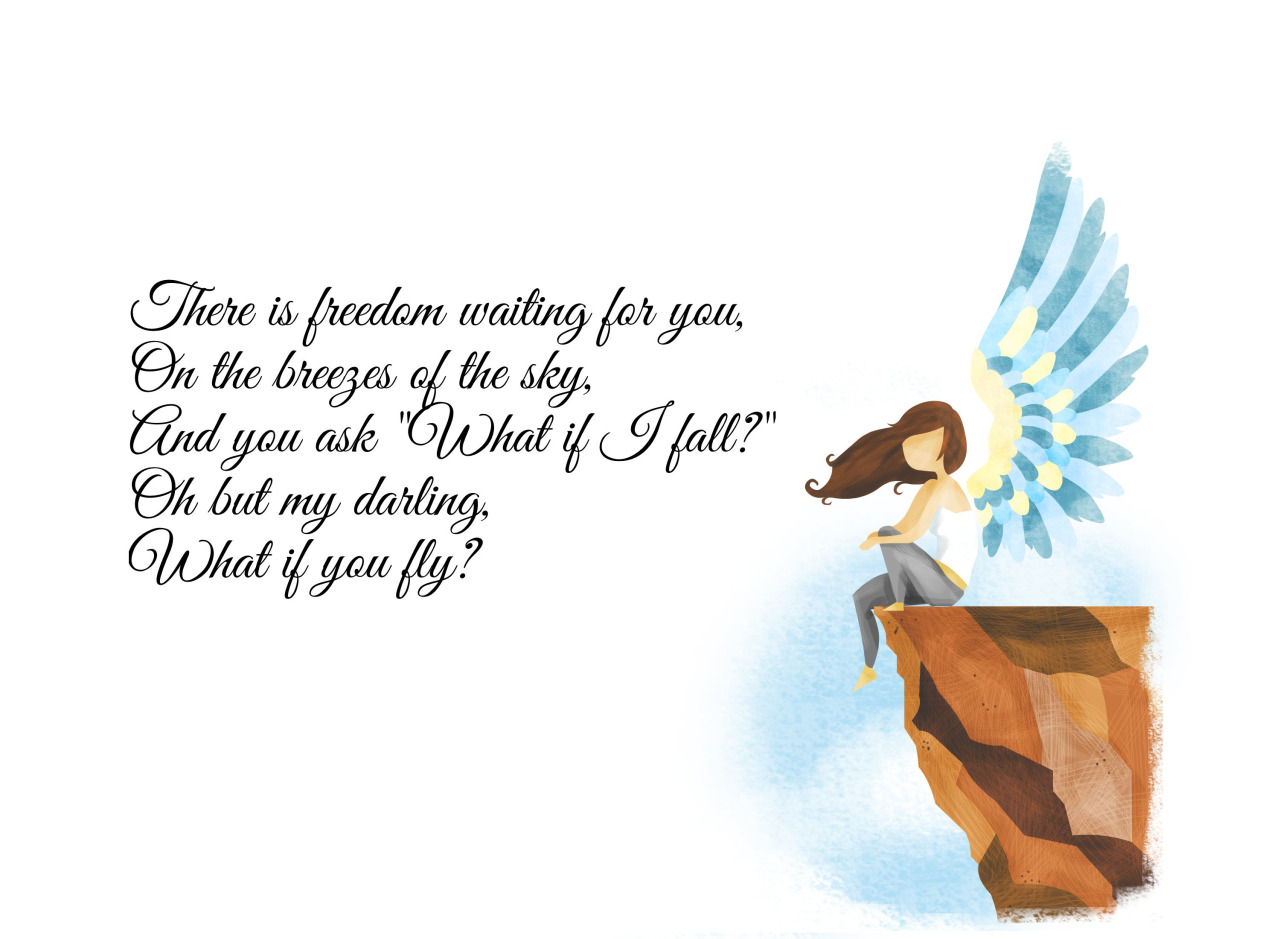 There is freedom waiting for you,
On the breezes of the sky,
And you ask "What if I fall?"
Oh but my darling,
What if you fly?